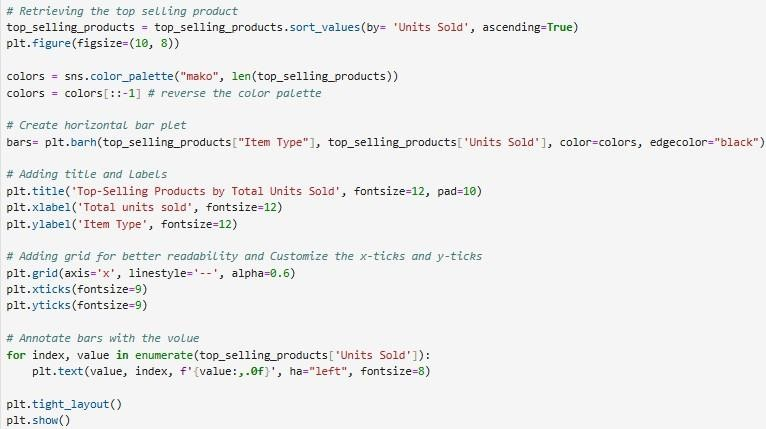 # Retrieving the top selling product
top_selling_products = top_selling_products.sort_values(by= 'Units Sold', ascending=True)
plt.figure(figsize=(10, 8))
colors = sns.color_palette("mako", len(top_selling_products))
colors = colors[::-1] # reverse the color palette
# Create horizontal bar plet
bars= plt.barh(top_selling_products["Item Type"], top_selling_products['Units Sold'], color=colors, edgecolor="black")
# Adding title and Labels
plt.title('Top-Selling Products by Total Units Sold', fontsize=12, pad=10)
plt.xlabel('Total units sold', fontsize=12)
plt.ylabel('Item Type', fontsize=12)
# Adding grid for better readability and Customize the x-ticks and y-ticks
plt.grid(axis='x', linestyle='--', alpha=0.6)
plt.xticks(fontsize=9)
plt.yticks(fontsize=9)
# Annotate bars with the volue
for index, value in enumerate(top_selling_products['Units Sold']):
plt.text(value, index, f'{value:,.0f}', ha="left", fontsize=8)
plt.tight_layout()
plt.show()